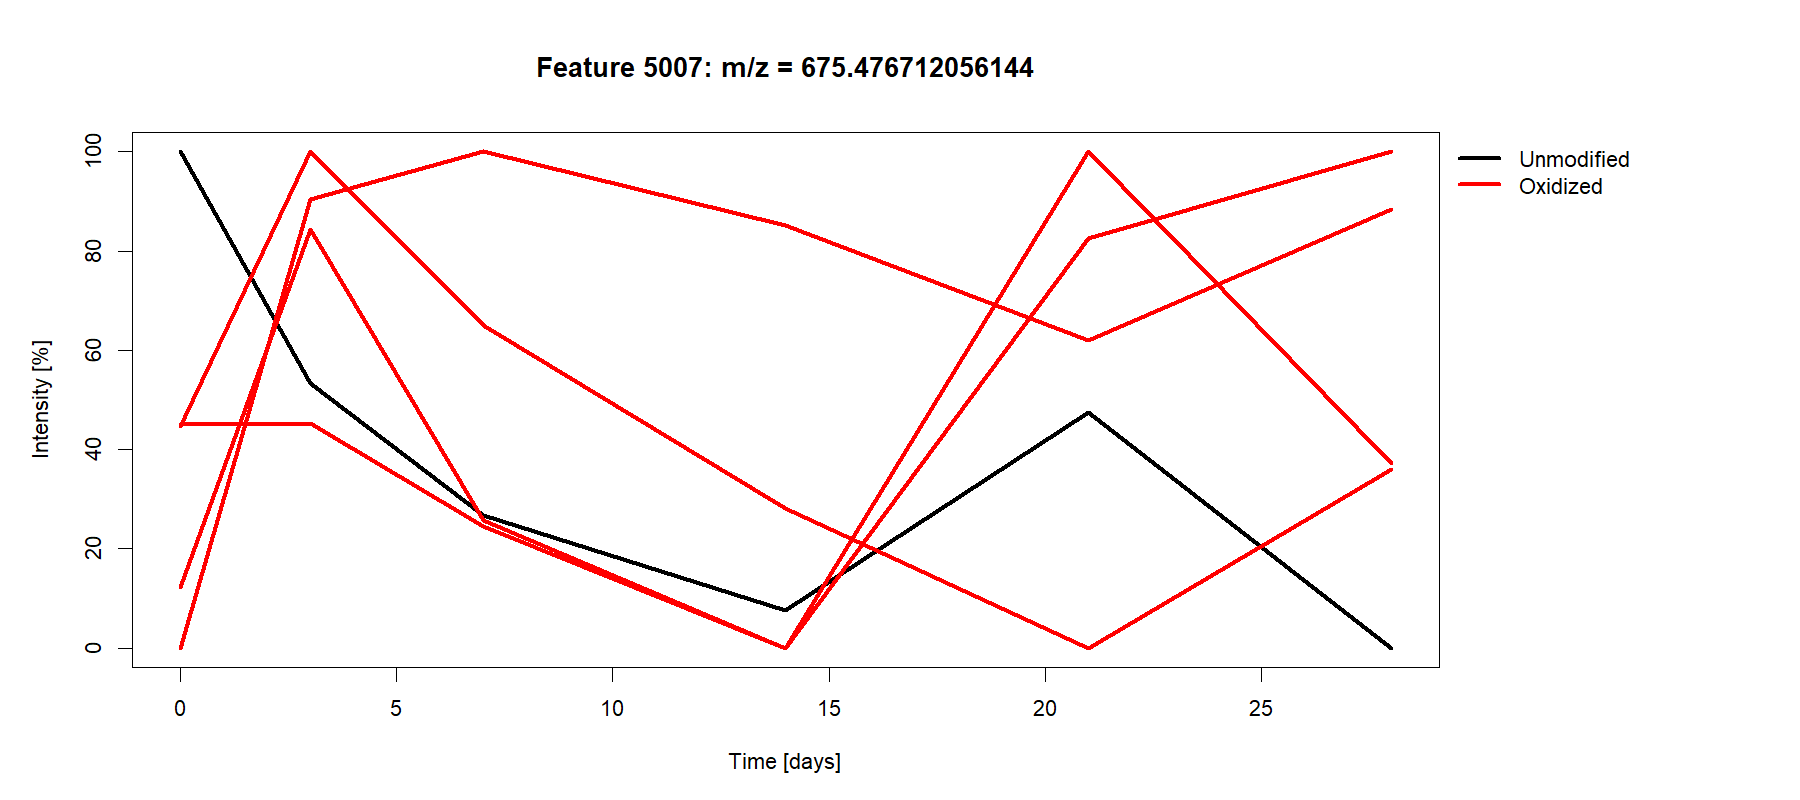 Feature 5007: m/z = 675.476712056144
Unmodified
Oxidized
Intensity [%]
100
80
60
40
20
0
0 5 10 15 20 25
Time [days]